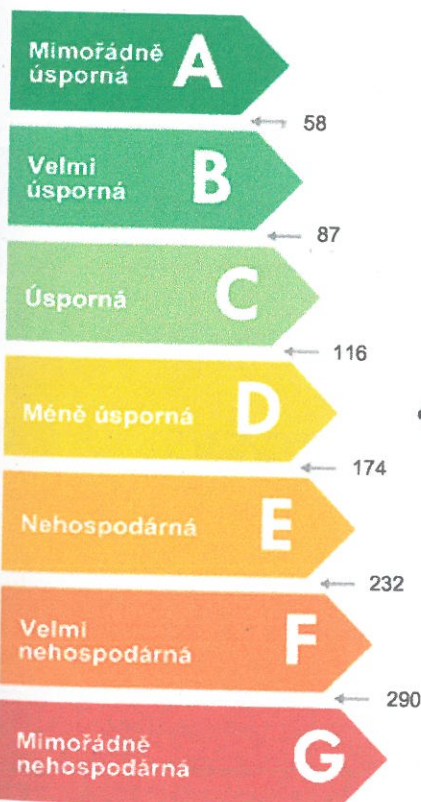 Mimořádně
úsporná A
58
Velmi
úsporná B
87
Úsporná C
116
Méně úsporná D
174
Nehospodárná E
232
Velmi
nehospodárná F
290
Mimořádně
nehospodárná G